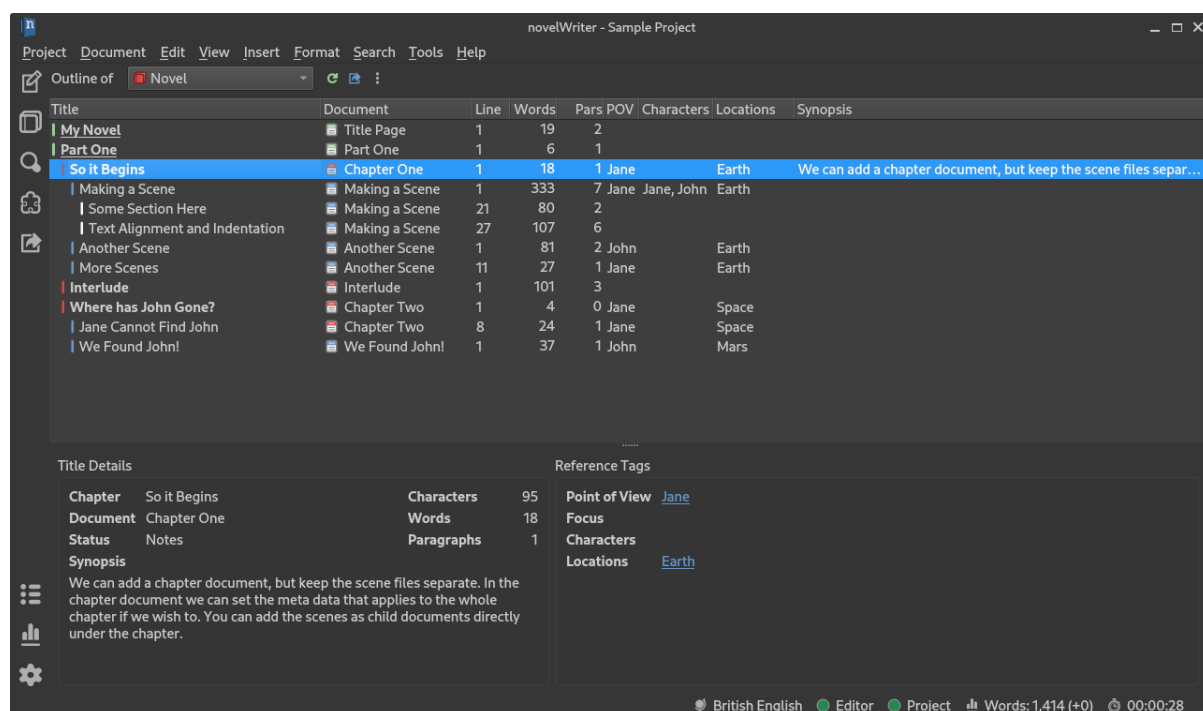 novelWriter - Sample Project
Project Document Edit View Insert Format Search Tools Help
Outline of Novel
Title Document Line Words Pars POV Characters Locations Synopsis
My Novel Title Page 1 19 2
Part One Part One 1 6 1
So it Begins Chapter One 1 18 1 Jane Earth We can add a chapter document, but keep the scene files separ...
Making a Scene Making a Scene 1 333 7 Jane Jane, John Earth
Some Section Here Making a Scene 21 80 2
Text Alignment and Indentation Making a Scene 27 107 6
Another Scene Another Scene 1 81 2 John Earth
More Scenes Another Scene 11 27 1 Jane Earth
Interlude Interlude 1 101 3
Where has John Gone? Chapter Two 1 4 0 Jane Space
Jane Cannot Find John Chapter Two 8 24 1 Jane Space
We Found John! We Found John! 1 37 1 John Mars
Title Details
Chapter So it Begins Characters 95
Document Chapter One Words 18
Status Notes Paragraphs 1
Synopsis
We can add a chapter document, but keep the scene files separate. In the
chapter document we can set the meta data that applies to the whole
chapter if we wish to. You can add the scenes as child documents directly
under the chapter.
Reference Tags
Point of View Jane
Focus
Characters
Locations Earth
British English Editor Project Words: 1,414 (+0) 00:00:28